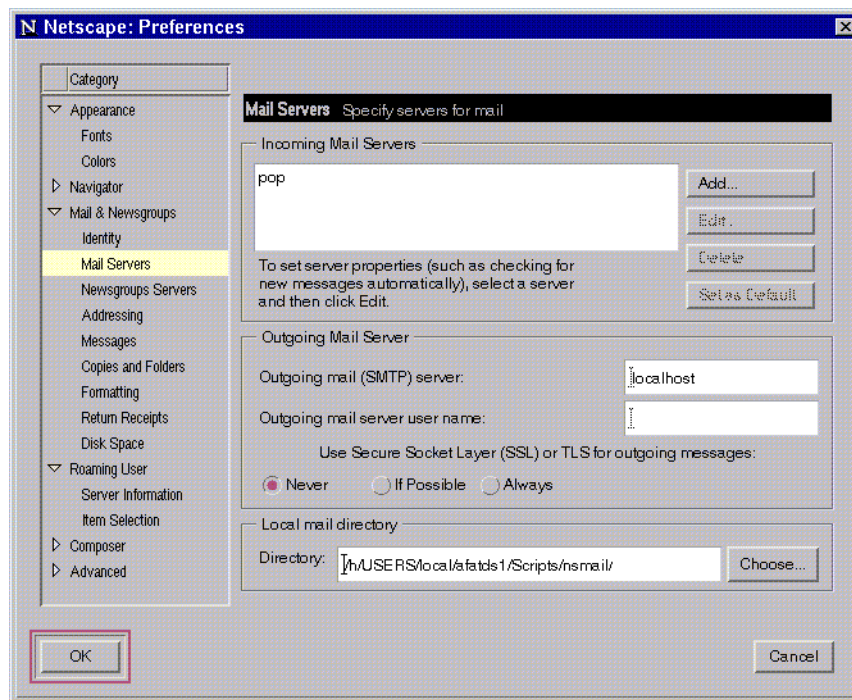 N Netscape: Preferences
Category
Appearance
Fonts
Colors
Navigator
Mail & Newsgroups
Identity
Mail Servers
Newsgroups Servers
Addressing
Messages
Copies and Folders
Formatting
Return Receipts
Disk Space
Roaming User
Server Information
Item Selection
Composer
Advanced
Mail Servers Specify servers for mail
Incoming Mail Servers
pop
Add...
Edit...
Delete
Set as Default
To set server properties (such as checking for
new messages automatically), select a server
and then click Edit.
Outgoing Mail Server
Outgoing mail (SMTP) server: localhost
Outgoing mail server user name:
Use Secure Socket Layer (SSL) or TLS for outgoing messages:
Never If Possible Always
Local mail directory
Directory: /h/USERS/local/afatds1/Scripts/nsmail/ Choose...
OK Cancel